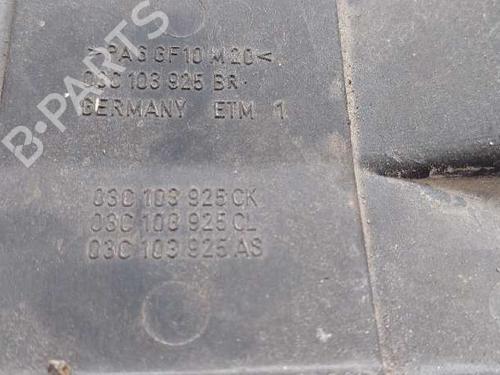 >PA6 GF10 M20<
03C 103 925 BR
GERMANY ETM 1
03C 103 925 CK
03C 103 925 CL
03C 103 925 AS
B-PARTS